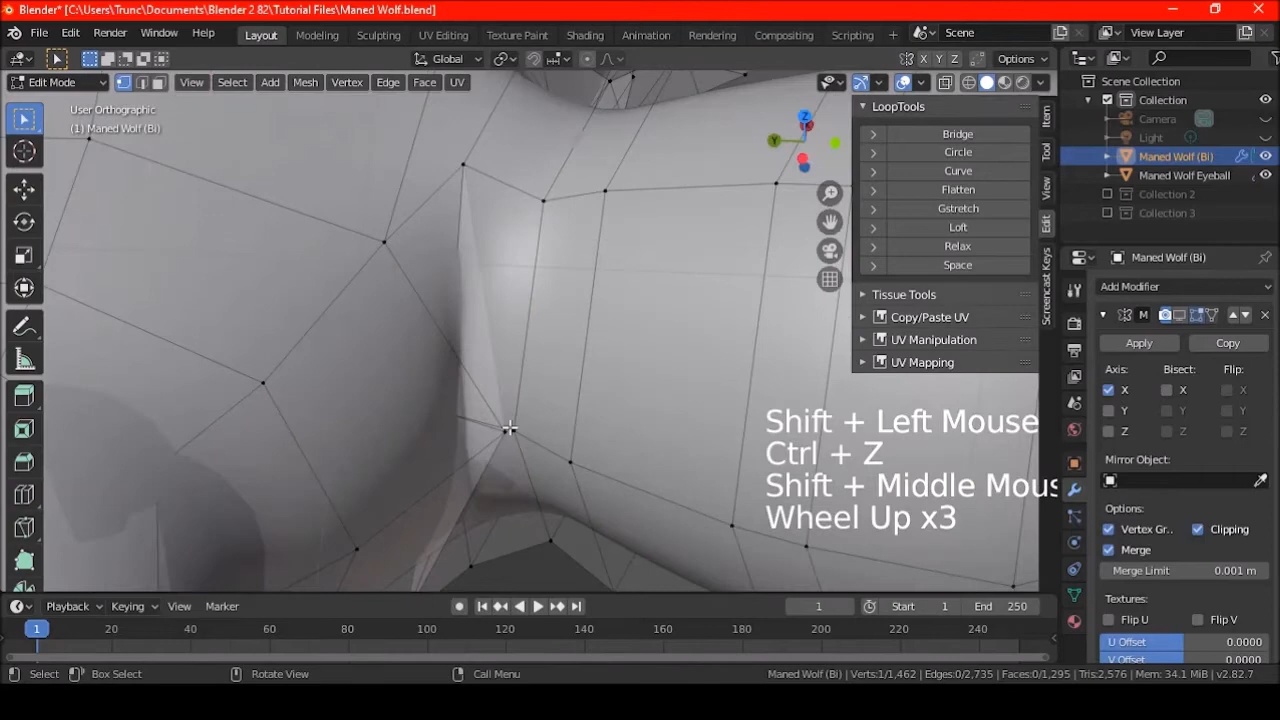 Blender* [C:\Users\Trunc\Documents\Blender 2 82\Tutorial Files\Maned Wolf.blend]
File Edit Render Window Help Layout Modeling Sculpting UV Editing Texture Paint Shading Animation Rendering Compositing Scripting Scene View Layer
Global X Y Z Options
Edit Mode View Select Add Mesh Vertex Edge Face UV
User Orthographic
(1) Maned Wolf (Bi)
Z
Y
LoopTools
Bridge
Circle
Curve
Flatten
Gstretch
Loft
Relax
Space
Tissue Tools
Copy/Paste UV
UV Manipulation
UV Mapping
Item
Tool
View
Edit
Screencast Keys
Shift + Left Mouse
Ctrl + Z
Shift + Middle Mous
Wheel Up x3
Scene Collection
Collection
Camera
Light
Maned Wolf (Bi)
Maned Wolf Eyeball
Collection 2
Collection 3
Maned Wolf (Bi)
Add Modifier
M
Apply Copy
Axis: Bisect: Flip:
X X X
Y Y Y
Z Z Z
Mirror Object:
Options:
Vertex Gr... Clipping
Merge
Merge Limit 0.001 m
Textures:
Flip U Flip V
U Offset 0.0000
V Offset 0.0000
Playback Keying View Marker 1 Start 1 End 250
1 20 40 60 80 100 120 140 160 180 200 220 240
Select Box Select Rotate View Call Menu Maned Wolf (Bi) | Verts:1/1,462 | Edges:0/2,735 | Faces:0/1,295 | Tris:2,576 | Mem: 34.1 MiB | v2.82.7